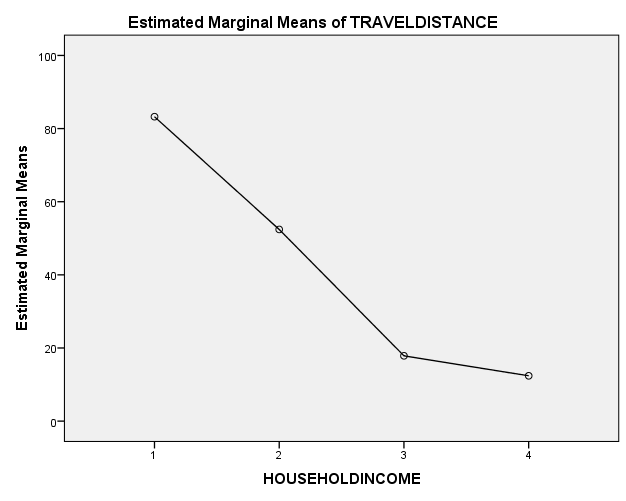 Estimated Marginal Means of TRAVELDISTANCE
Estimated Marginal Means
100
80
60
40
20
0
1 2 3 4
HOUSEHOLDINCOME